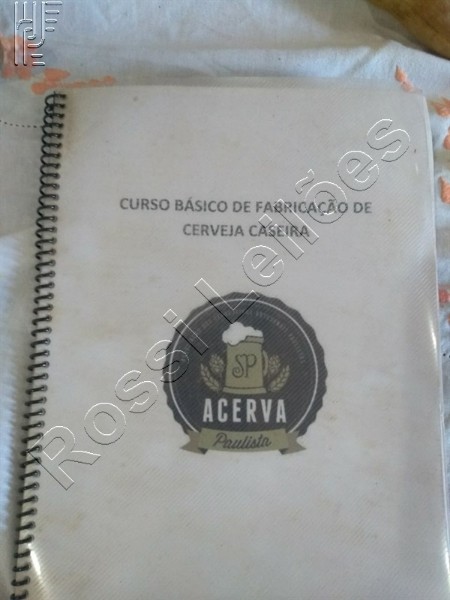 CURSO BÁSICO DE FABRICAÇÃO DE
CERVEJA CASEIRA
SP
ACERVA
Paulista
Rossi Leilões